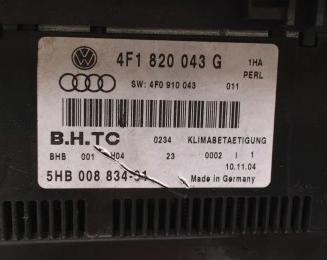 4F1 820 043 G 1HA
PERL
SW: 4F0 910 043 011
B.H.TC 0234 KLIMABETAETIGUNG
BHB 001 H04 23 0002 I 1
10.11.04
5HB 008 834-31 Made in Germany